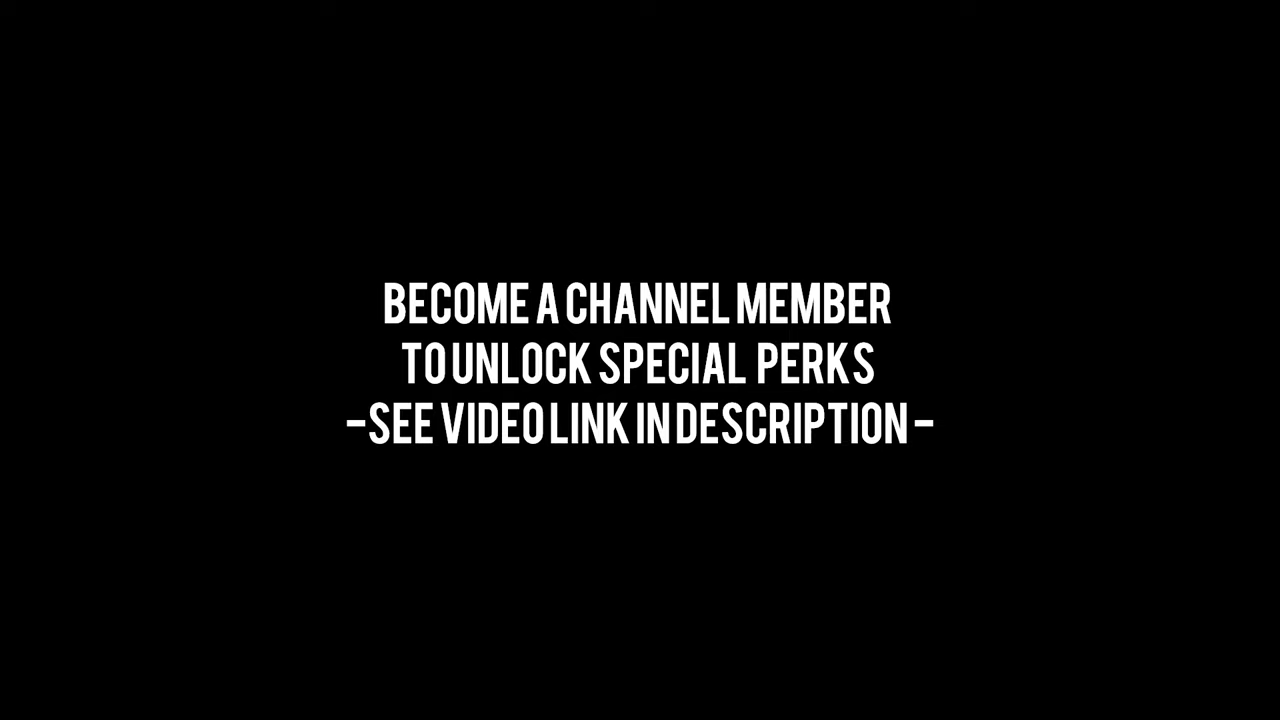 BECOME A CHANNEL MEMBER
TO UNLOCK SPECIAL PERKS
-SEE VIDEO LINK IN DESCRIPTION -